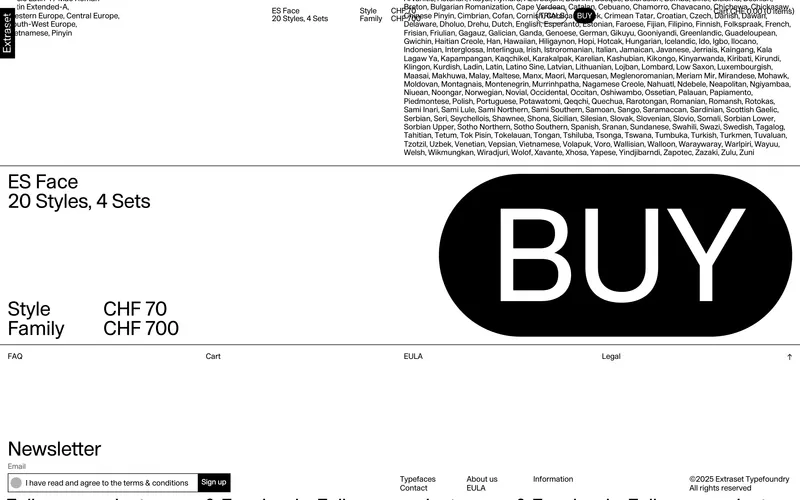 Extraset
tin Extended-A,
estern Europe, Central Europe,
outh-West Europe,
etnamese, Pinyin
ES Face
20 Styles, 4 Sets
Style
Family
CHF 70
CHF 700
BUY
Breton, Bulgarian Romanization, Cape Verdean, Catalan, Cebuano, Chamorro, Chavacano, Chichewa, Chickasaw,
Chinese Pinyin, Cimbrian, Cofan, Crimean Tatar, Croatian, Czech, Danish, Dawan,
Delaware, Dholuo, Drehu, Dutch, English, Esperanto, Estonian, Faroese, Fijian, Filipino, Finnish, Folkspraak, French,
Frisian, Friulian, Gagauz, Galician, Ganda, Genoese, German, Gikuyu, Gooniyandi, Greenlandic, Guadeloupean,
Gwichin, Haitian Creole, Han, Hawaiian, Hiligaynon, Hopi, Hotcak, Hungarian, Icelandic, Ido, Igbo, Ilocano,
Indonesian, Interglossa, Interlingua, Irish, Istroromanian, Italian, Jamaican, Javanese, Jerriais, Kaingang, Kala
Lagaw Ya, Kapampangan, Kaqchikel, Karakalpak, Karelian, Kashubian, Kikongo, Kinyarwanda, Kiribati, Kirundi,
Klingon, Kurdish, Ladin, Latin, Latino Sine, Latvian, Lithuanian, Lojban, Lombard, Low Saxon, Luxembourgish,
Maasai, Makhuwa, Malay, Maltese, Manx, Maori, Marquesan, Meglenoromanian, Meriam Mir, Mirandese, Mohawk,
Moldovan, Montagnais, Montenegrin, Murrinhpatha, Nagamese Creole, Nahuatl, Ndebele, Neapolitan, Ngiyambaa,
Niuean, Noongar, Norwegian, Novial, Occidental, Occitan, Oshiwambo, Ossetian, Palauan, Papiamento,
Piedmontese, Polish, Portuguese, Potawatomi, Qeqchi, Quechua, Rarotongan, Romanian, Romansh, Rotokas,
Sami Inari, Sami Lule, Sami Northern, Sami Southern, Samoan, Sango, Saramaccan, Sardinian, Scottish Gaelic,
Serbian, Seri, Seychellois, Shawnee, Shona, Sicilian, Silesian, Slovak, Slovenian, Slovio, Somali, Sorbian Lower,
Sorbian Upper, Sotho Northern, Sotho Southern, Spanish, Sranan, Sundanese, Swahili, Swazi, Swedish, Tagalog,
Tahitian, Tetum, Tok Pisin, Tokelauan, Tongan, Tshiluba, Tsonga, Tswana, Tumbuka, Turkish, Turkmen, Tuvaluan,
Tzotzil, Uzbek, Venetian, Vepsian, Vietnamese, Volapuk, Voro, Wallisian, Walloon, Waraywaray, Warlpiri, Wayuu,
Welsh, Wikmungkan, Wiradjuri, Wolof, Xavante, Xhosa, Yapese, Yindjibarndi, Zapotec, Zazaki, Zulu, Zuni
ES Face
20 Styles, 4 Sets
BUY
Style CHF 70
Family CHF 700
FAQ
Cart
EULA
Legal
↑
Newsletter
Email
I have read and agree to the terms & conditions
Sign up
Typefaces
Contact
About us
EULA
Information
©2025 Extraset Typefoundry
All rights reserved